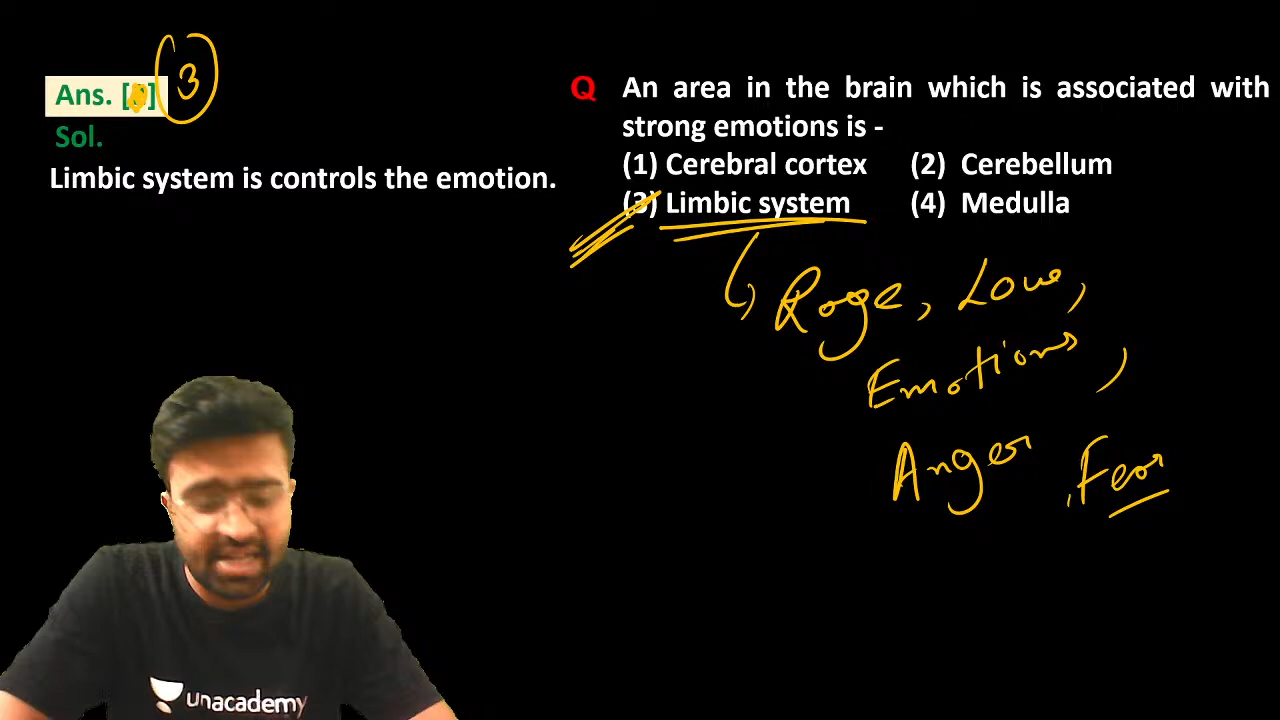 Ans. [ ] 3
Sol.
Limbic system is controls the emotion.
Q An area in the brain which is associated with
strong emotions is -
(1) Cerebral cortex (2) Cerebellum
(3) Limbic system (4) Medulla
Rage, Love,
Emotions,
Anger, Fear
unacademy